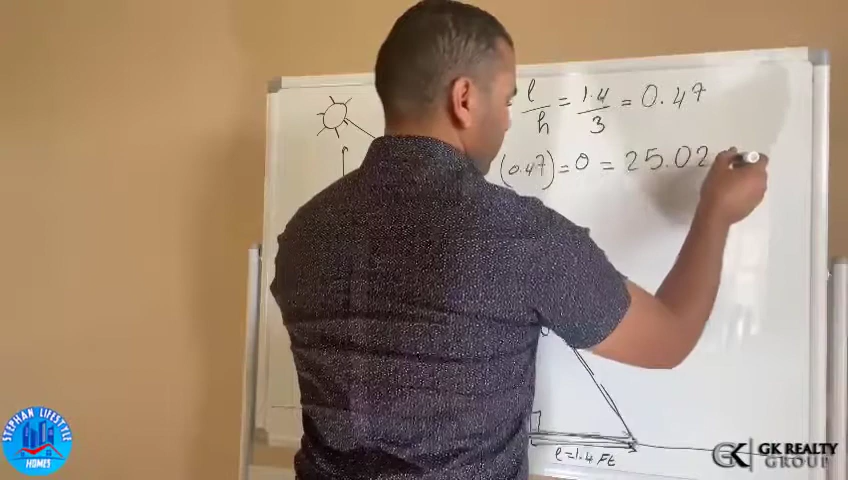 l/h = 1.4/3 = 0.47
(0.47) = θ = 25.02
l=1.4 Ft
STEPHAN LIFESTYLE
HOMES
GK REALTY
GROUP